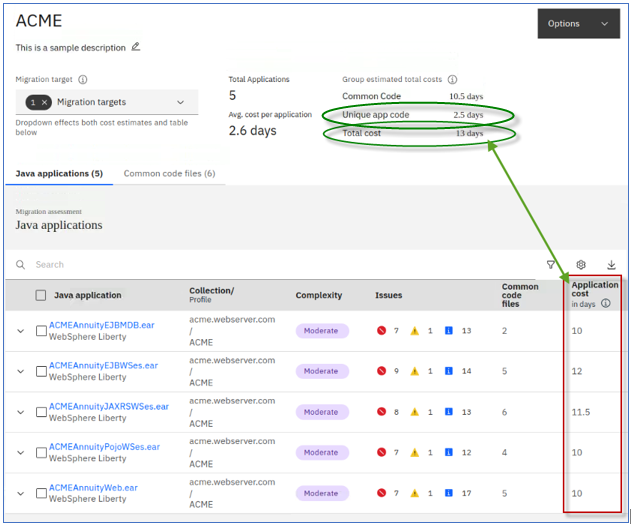 ACME
Options
This is a sample description
Migration target
1 × Migration targets
Dropdown effects both cost estimates and table
below
Total Applications
5
Avg. cost per application
2.6 days
Group estimated total costs
Common Code 10.5 days
Unique app code 2.5 days
Total cost 13 days
Java applications (5) Common code files (6)
Migration assessment
Java applications
Search
Java application
Collection/
Profile
Complexity
Issues
Common
code
files
Application
cost
in days
ACMEAnnuityEJBMDB.ear
WebSphere Liberty
acme.webserver.com
/
ACME
Moderate
7 1 13
2
10
ACMEAnnuityEJBWSes.ear
WebSphere Liberty
acme.webserver.com
/
ACME
Moderate
9 1 14
5
12
ACMEAnnuityJAXRSWSes.ear
WebSphere Liberty
acme.webserver.com
/
ACME
Moderate
8 1 13
6
11.5
ACMEAnnuityPojoWSes.ear
WebSphere Liberty
acme.webserver.com
/
ACME
Moderate
7 1 12
4
10
ACMEAnnuityWeb.ear
WebSphere Liberty
acme.webserver.com
/
ACME
Moderate
7 1 17
5
10